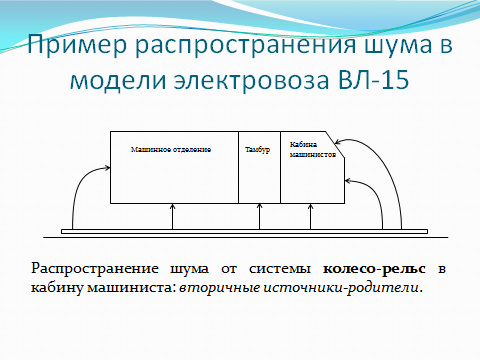 Пример распространения шума в
модели электровоза ВЛ-15
Машинное отделение
Тамбур
Кабина
машинистов
Распространение шума от системы колесо-рельс в
кабину машиниста: вторичные источники-родители.